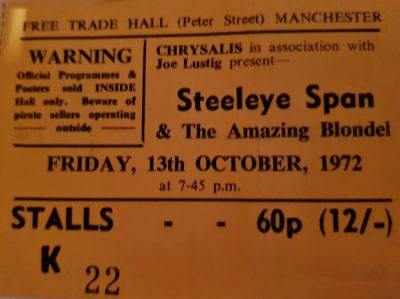 FREE TRADE HALL (Peter Street) MANCHESTER
WARNING
Official Programmes &
Posters sold INSIDE
Hall only. Beware of
pirate sellers operating
- outside -
CHRYSALIS in association with
Joe Lustig present—
Steeleye Span
& The Amazing Blondel
FRIDAY, 13th OCTOBER, 1972
at 7-45 p.m.
STALLS - - 60p (12/-)
K 22